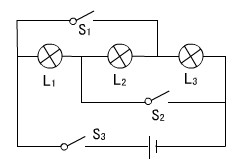 S₁
L₁ L₂ L₃
S₂
S₃